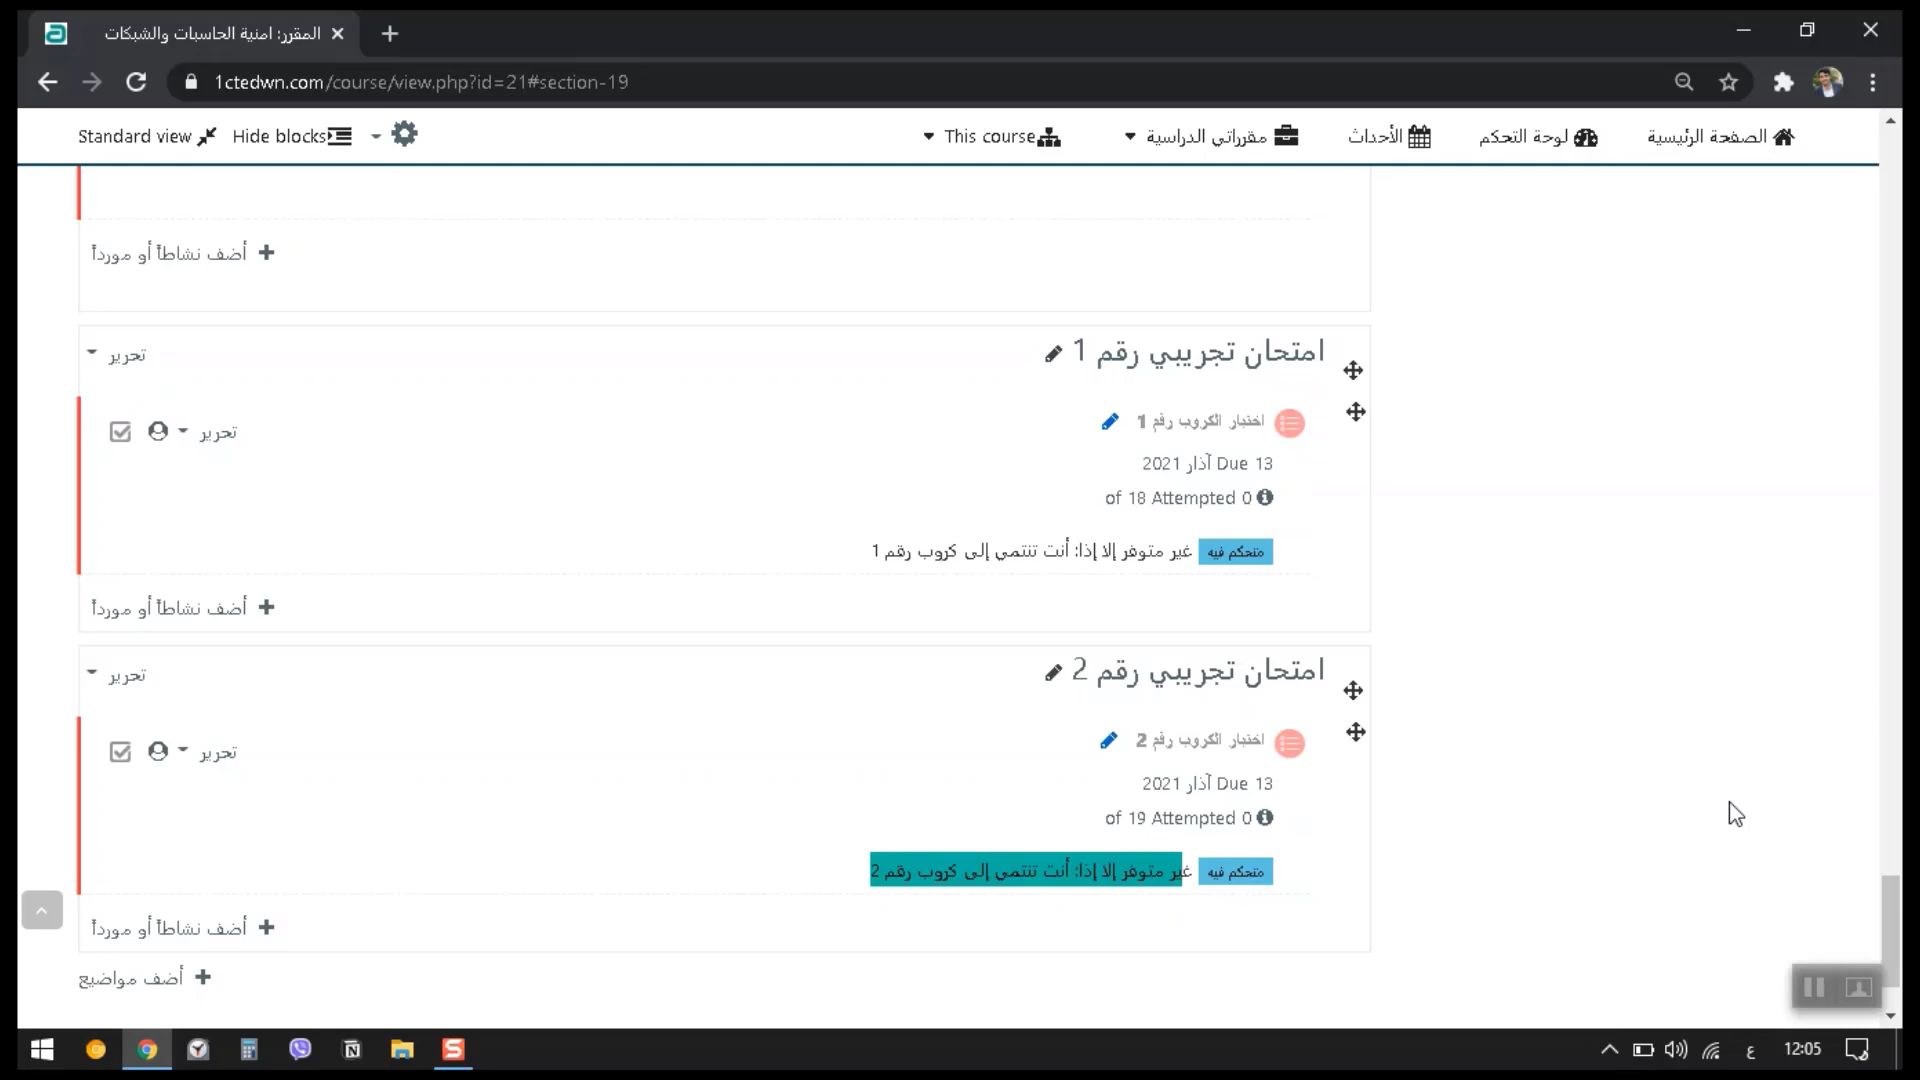 المقرر: امنية الحاسبات والشبكات
1ctedwn.com/course/view.php?id=21#section-19
الصفحة الرئيسية
لوحة التحكم
الأحداث
مقرراتي الدراسية
This course
Hide blocks
Standard view
أضف نشاطاً أو مورداً
امتحان تجريبي رقم 1
تحرير
اختبار الكروب رقم 1
تحرير
Due 13 آذار 2021
0 of 18 Attempted
متحكم فيه غير متوفر إلا إذا: أنت تنتمي إلى كروب رقم 1
أضف نشاطاً أو مورداً
امتحان تجريبي رقم 2
تحرير
اختبار الكروب رقم 2
تحرير
Due 13 آذار 2021
0 of 19 Attempted
متحكم فيه غير متوفر إلا إذا: أنت تنتمي إلى كروب رقم 2
أضف نشاطاً أو مورداً
أضف مواضيع
ع 12:05